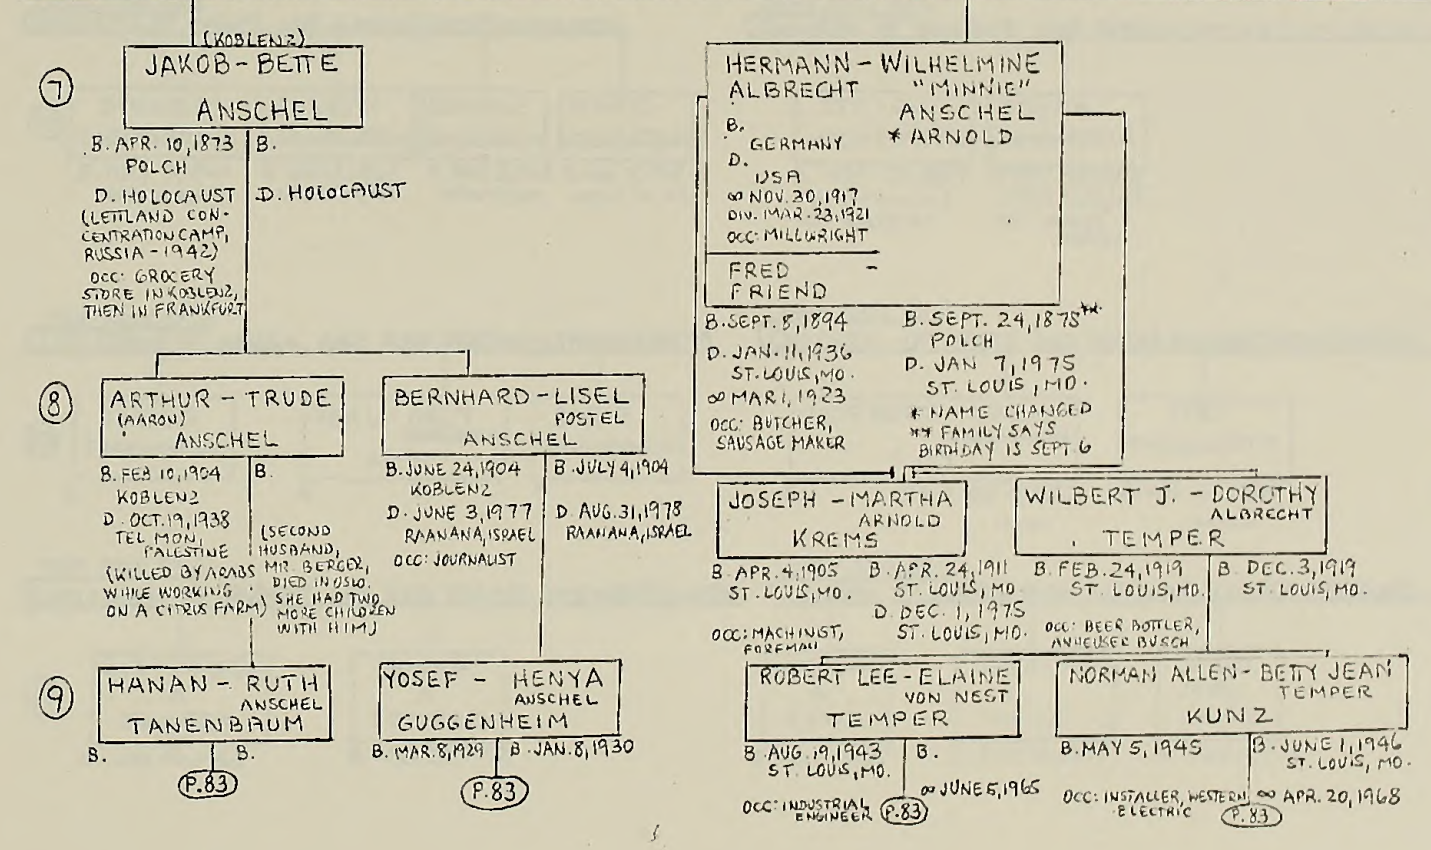 (7)
(KOBLENZ)
JAKOB - BETTE
ANSCHEL
B. APR. 10, 1873
POLCH
D. HOLOCAUST
(LETTLAND CON-
CENTRATION CAMP,
RUSSIA - 1942)
OCC: GROCERY
STORE IN KOBLENZ,
THEN IN FRANKFURT
B.
D. HOLOCAUST
HERMANN - WILHELMINE
ALBRECHT "MINNIE"
ANSCHEL
* ARNOLD
B.
GERMANY
D.
USA
∞ NOV. 30, 1917
DIV. MAR. 23, 1921
OCC: MILLWRIGHT
FRED -
FRIEND
B. SEPT. 8, 1894
D. JAN. 11, 1936
ST. LOUIS, MO.
∞ MAR 1, 1923
OCC: BUTCHER,
SAUSAGE MAKER
B. SEPT. 24, 1875**
POLCH
D. JAN 7, 1975
ST. LOUIS, MO.
* NAME CHANGED
** FAMILY SAYS
BIRTHDAY IS SEPT 6
(8)
ARTHUR - TRUDE
(AARON)
ANSCHEL
B. FEB 10, 1904
KOBLENZ
D. OCT. 19, 1938
TEL MON,
PALESTINE
(KILLED BY ARABS
WHILE WORKING
ON A CITRUS FARM)
B.
(SECOND
HUSBAND,
MR. BERGER,
DIED IN OSLO.
SHE HAD TWO
MORE CHILDREN
WITH HIM)
BERNHARD - LISEL
POSTEL
ANSCHEL
B. JUNE 24, 1904
KOBLENZ
D. JUNE 3, 1977
RAANANA, ISRAEL
OCC: JOURNALIST
B. JULY 4, 1904
D. AUG. 31, 1978
RAANANA, ISRAEL
JOSEPH - MARTHA
ARNOLD
KREMS
B. APR. 4, 1905
ST. LOUIS, MO.
OCC: MACHINIST,
FOREMAN
B. APR. 24, 1911
ST. LOUIS, MO
D. DEC. 1, 1975
ST. LOUIS, MO.
WILBERT J. - DOROTHY
ALBRECHT
TEMPER
B. FEB. 24, 1919
ST. LOUIS, MO.
OCC: BEER BOTTLER,
ANHEUSER BUSCH
B. DEC. 3, 1919
ST. LOUIS, MO.
(9)
HANAN - RUTH
ANSCHEL
TANENBAUM
B.
B.
P.83
YOSEF - HENYA
ANSCHEL
GUGGENHEIM
B. MAR. 8, 1929
B. JAN. 8, 1930
P.83
ROBERT LEE - ELAINE
VON NEST
TEMPER
B. AUG. 19, 1943
ST. LOUIS, MO.
OCC: INDUSTRIAL
ENGINEER
B.
∞ JUNE 5, 1965
P.83
NORMAN ALLEN - BETTY JEAN
TEMPER
KUNZ
B. MAY 5, 1945
OCC: INSTALLER, WESTERN
ELECTRIC
B. JUNE 1, 1946
ST. LOUIS, MO.
∞ APR. 20, 1968
P.83